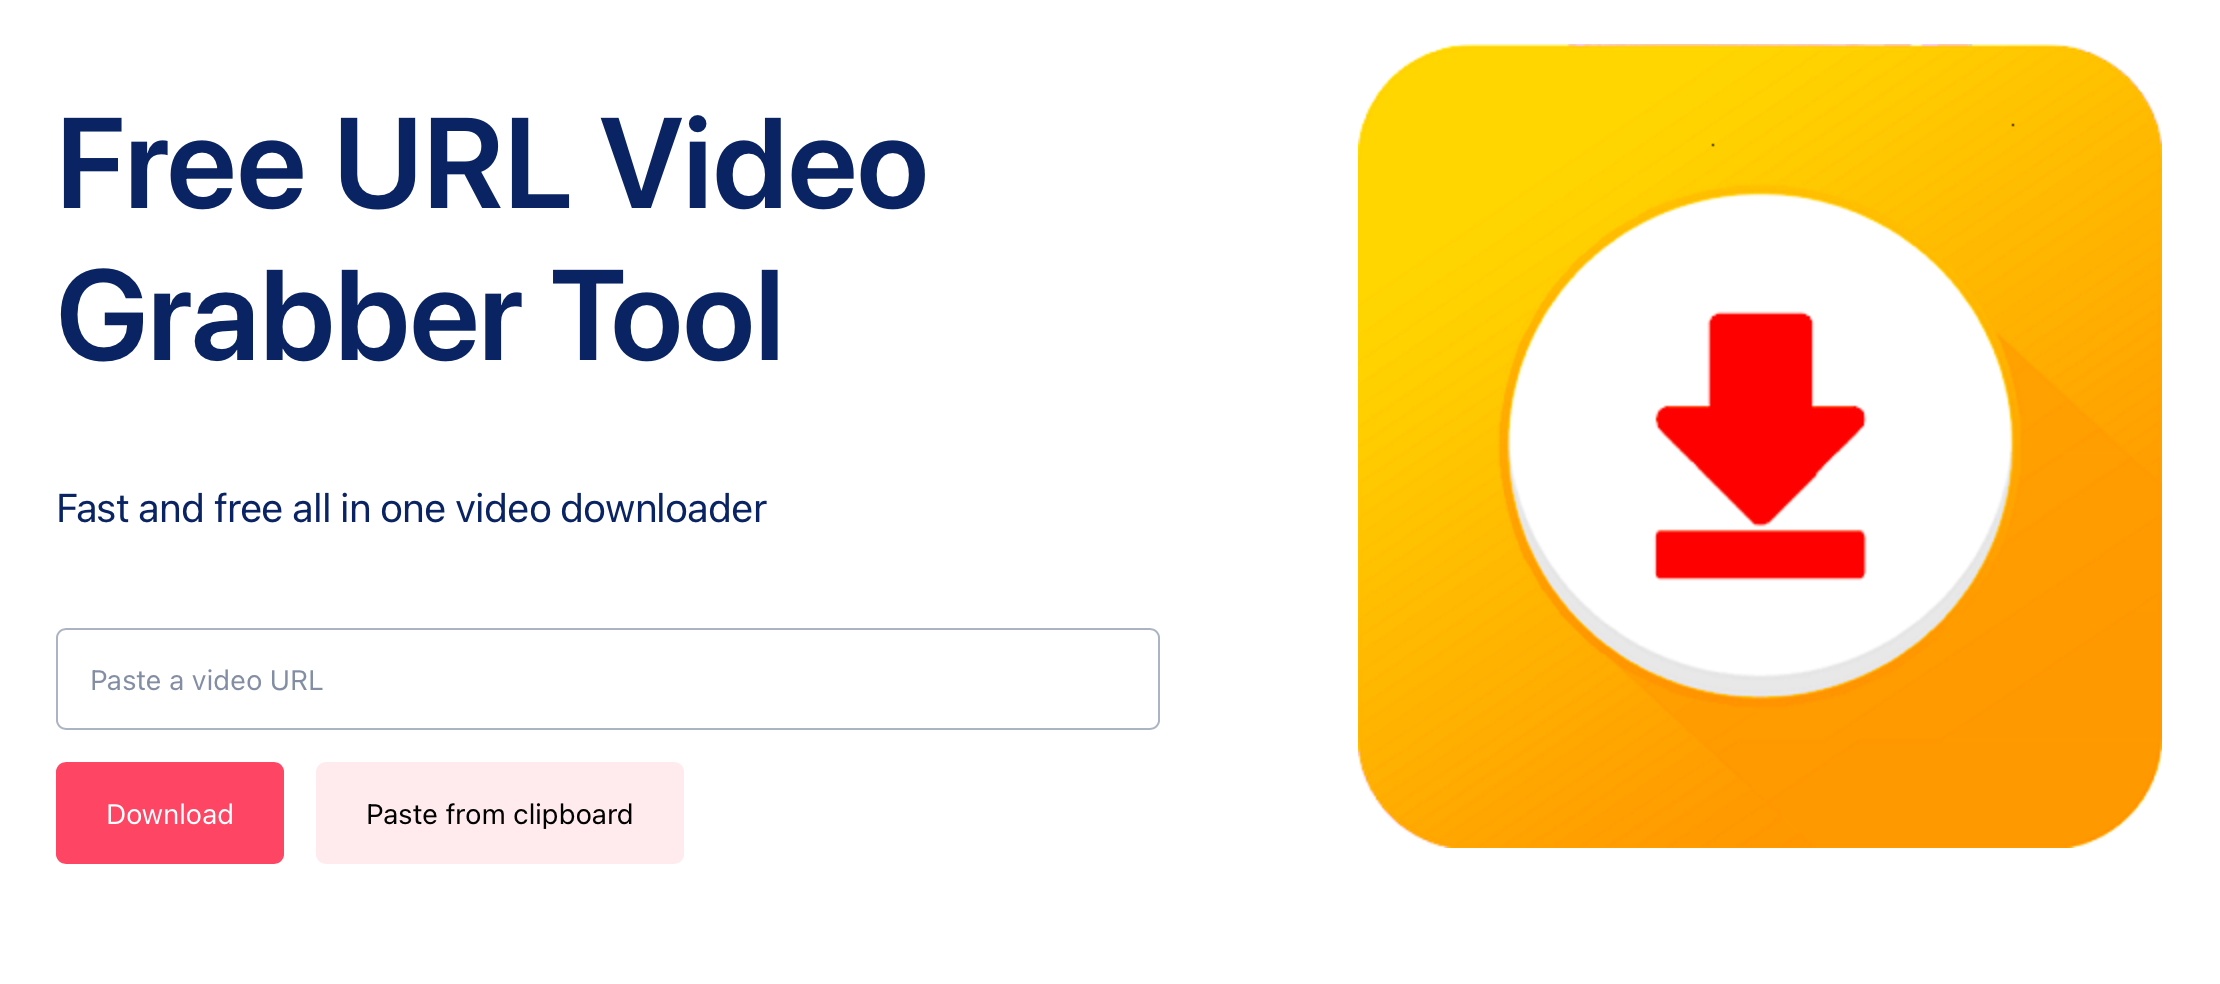 Free URL Video
Grabber Tool
Fast and free all in one video downloader
Paste a video URL
Download
Paste from clipboard